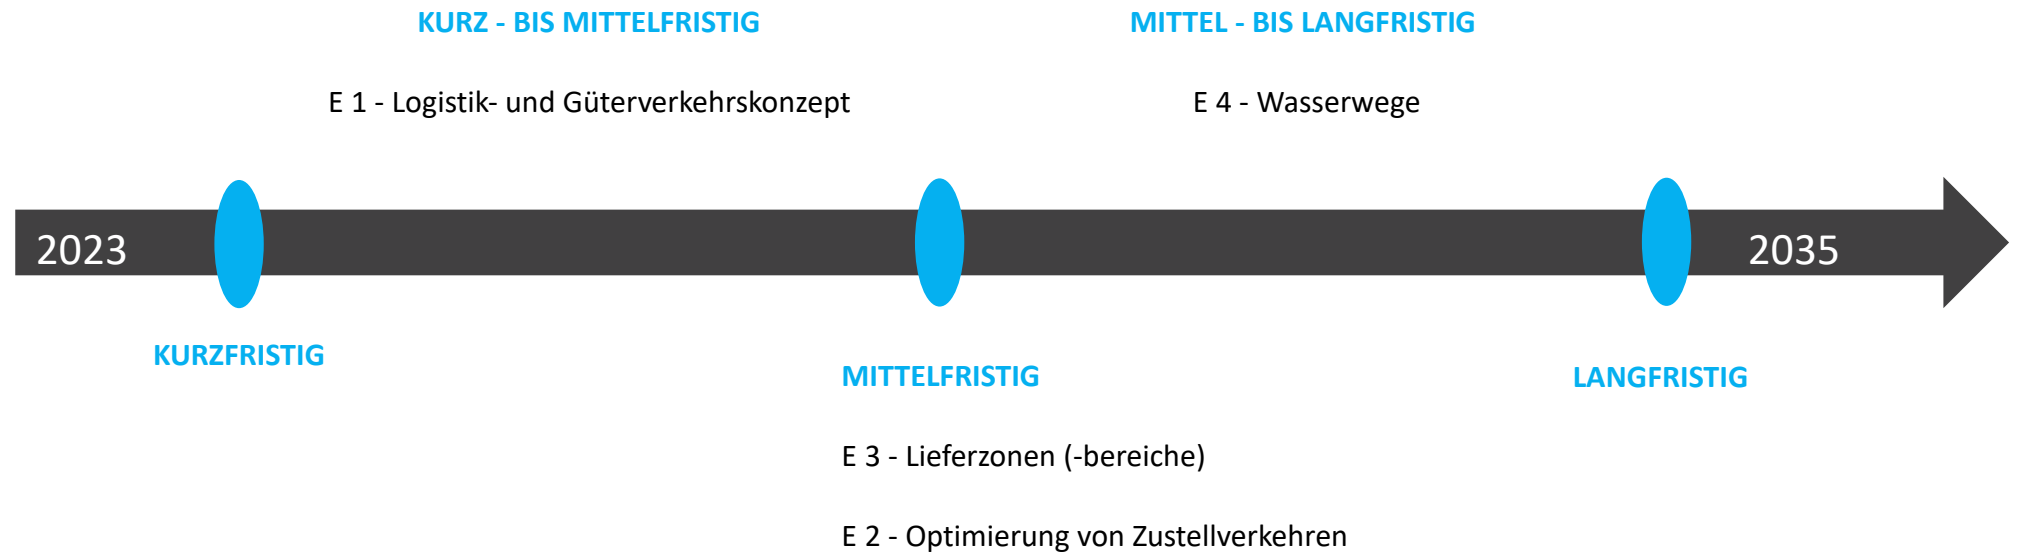 KURZ - BIS MITTELFRISTIG
MITTEL - BIS LANGFRISTIG
E 1 - Logistik- und Güterverkehrskonzept
E 4 - Wasserwege
2023
2035
KURZFRISTIG
MITTELFRISTIG
LANGFRISTIG
E 3 - Lieferzonen (-bereiche)
E 2 - Optimierung von Zustellverkehren